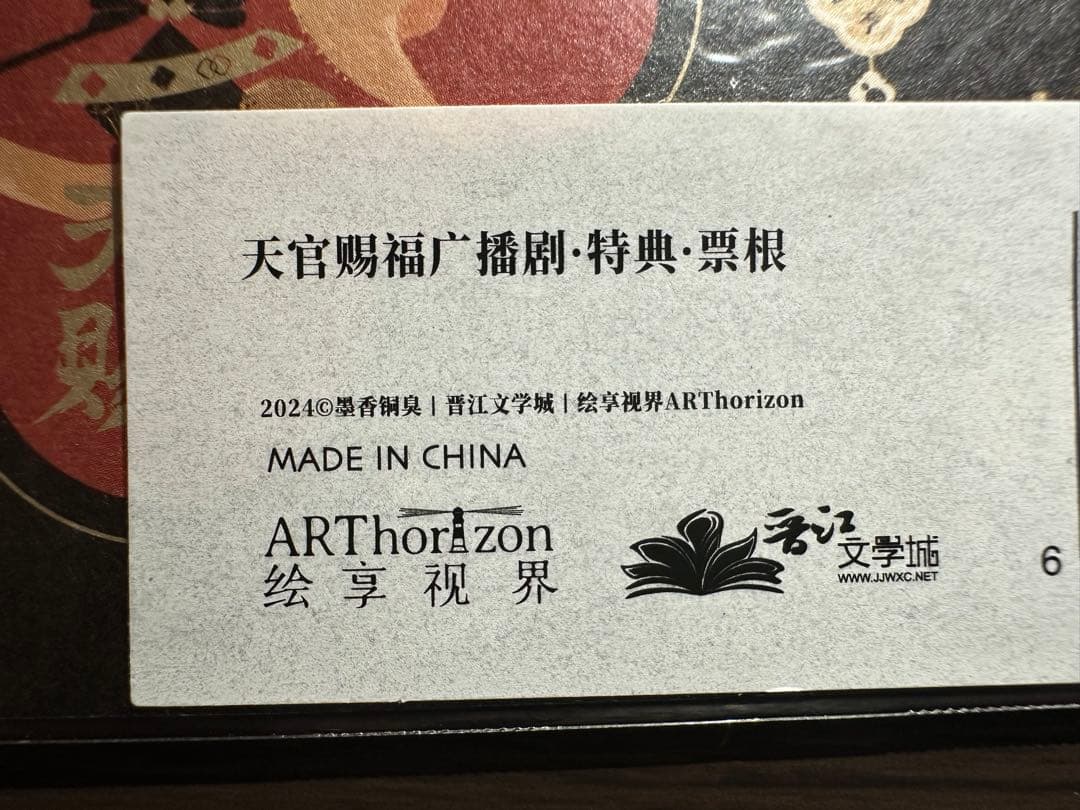 天官赐福广播剧·特典·票根
2024©墨香铜臭 | 晋江文学城 | 绘享视界ARThorizon
MADE IN CHINA
ARThorizon
绘享视界
晋江
文学城
WWW.JJWXC.NET
6